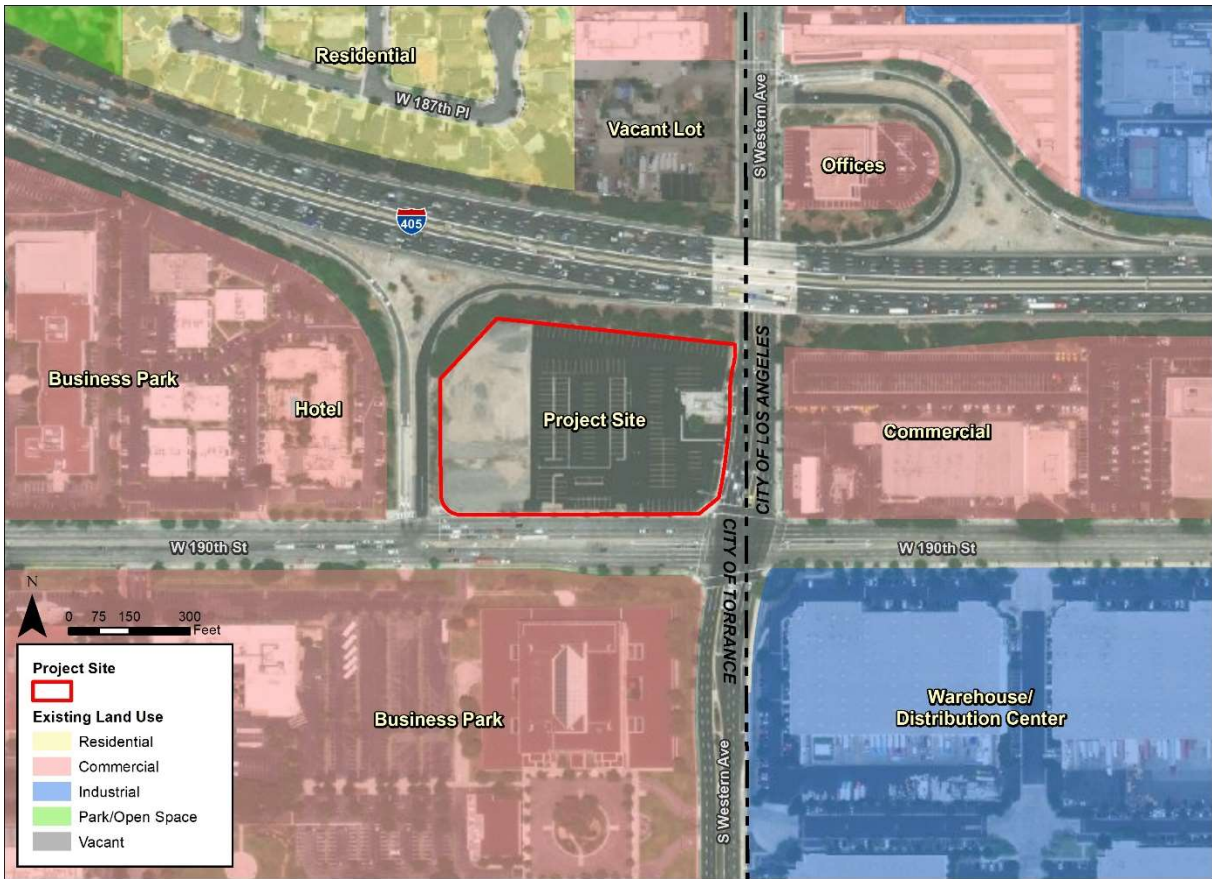 Residential
W 187th Pl
Vacant Lot
S Western Ave
Offices
405
Business Park
Hotel
Project Site
CITY OF LOS ANGELES
Commercial
W 190th St
W 190th St
CITY OF TORRANCE
N
0 75 150 300
Feet
Project Site
Existing Land Use
Residential
Commercial
Industrial
Park/Open Space
Vacant
Business Park
S Western Ave
Warehouse/
Distribution Center